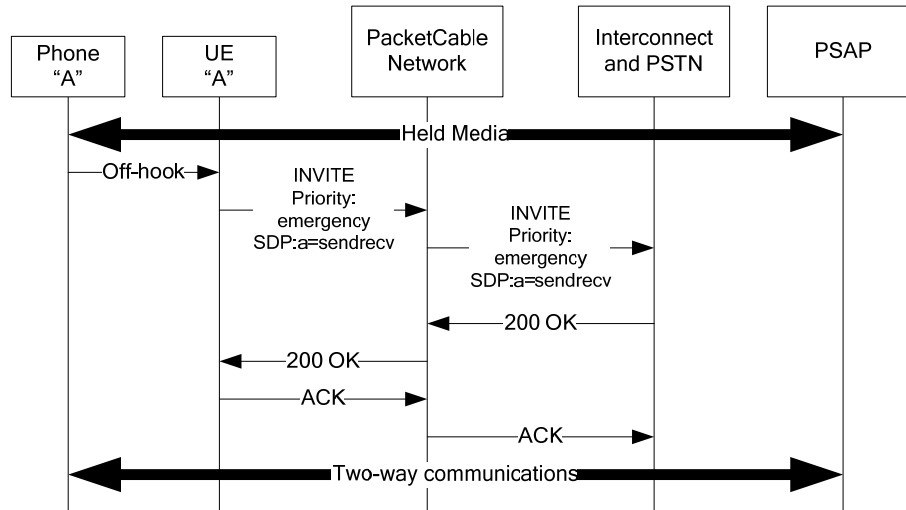 Phone
“A”
UE
“A”
PacketCable
Network
Interconnect
and PSTN
PSAP
Held Media
Off-hook
INVITE
Priority:
emergency
SDP:a=sendrecv
INVITE
Priority:
emergency
SDP:a=sendrecv
200 OK
200 OK
ACK
ACK
Two-way communications